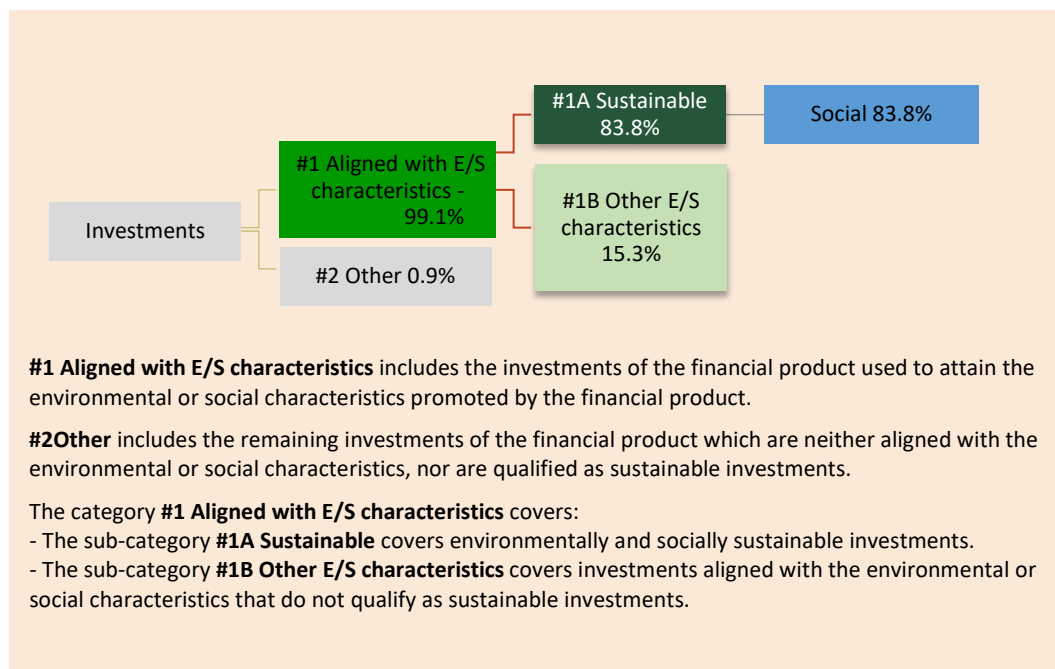 #1A Sustainable
83.8%
Social 83.8%
#1 Aligned with E/S
characteristics -
99.1%
#1B Other E/S
characteristics
15.3%
Investments
#2 Other 0.9%
#1 Aligned with E/S characteristics includes the investments of the financial product used to attain the
environmental or social characteristics promoted by the financial product.
#2Other includes the remaining investments of the financial product which are neither aligned with the
environmental or social characteristics, nor are qualified as sustainable investments.
The category #1 Aligned with E/S characteristics covers:
- The sub-category #1A Sustainable covers environmentally and socially sustainable investments.
- The sub-category #1B Other E/S characteristics covers investments aligned with the environmental or
social characteristics that do not qualify as sustainable investments.